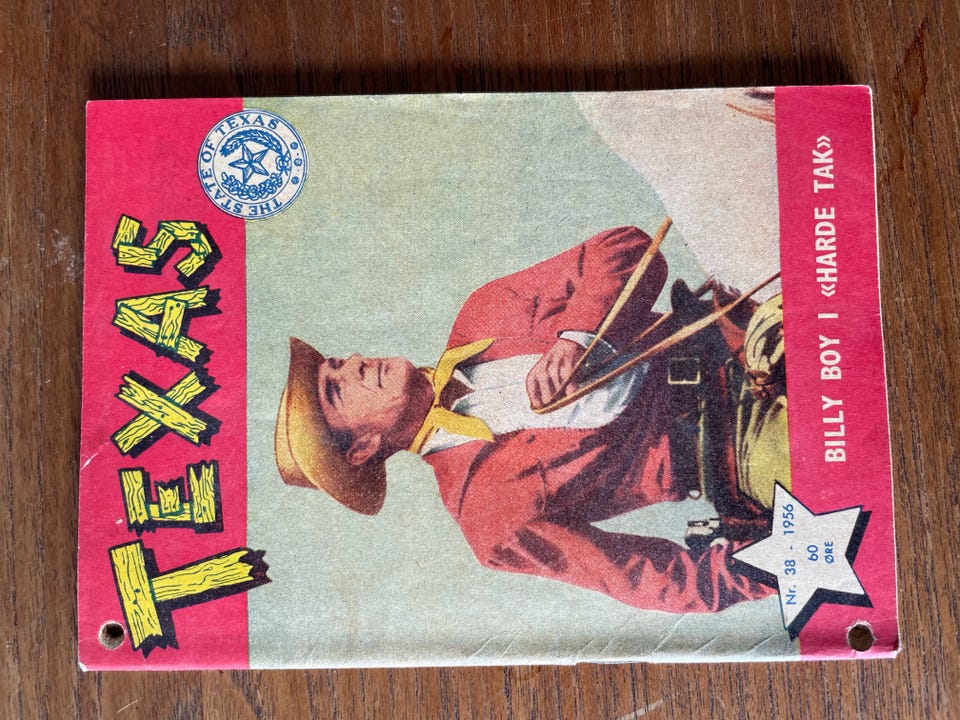 TEXAS
THE STATE OF TEXAS
Nr. 38 - 1956
60
ØRE
BILLY BOY I «HARDE TAK»